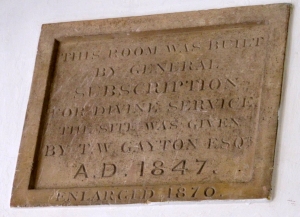 THIS ROOM WAS BUILT
BY GENERAL
SUBSCRIPTION
FOR DIVINE SERVICE
THE SITE WAS GIVEN
BY T.W. GAYTON ESQR
A.D. 1847.
ENLARGED 1870.